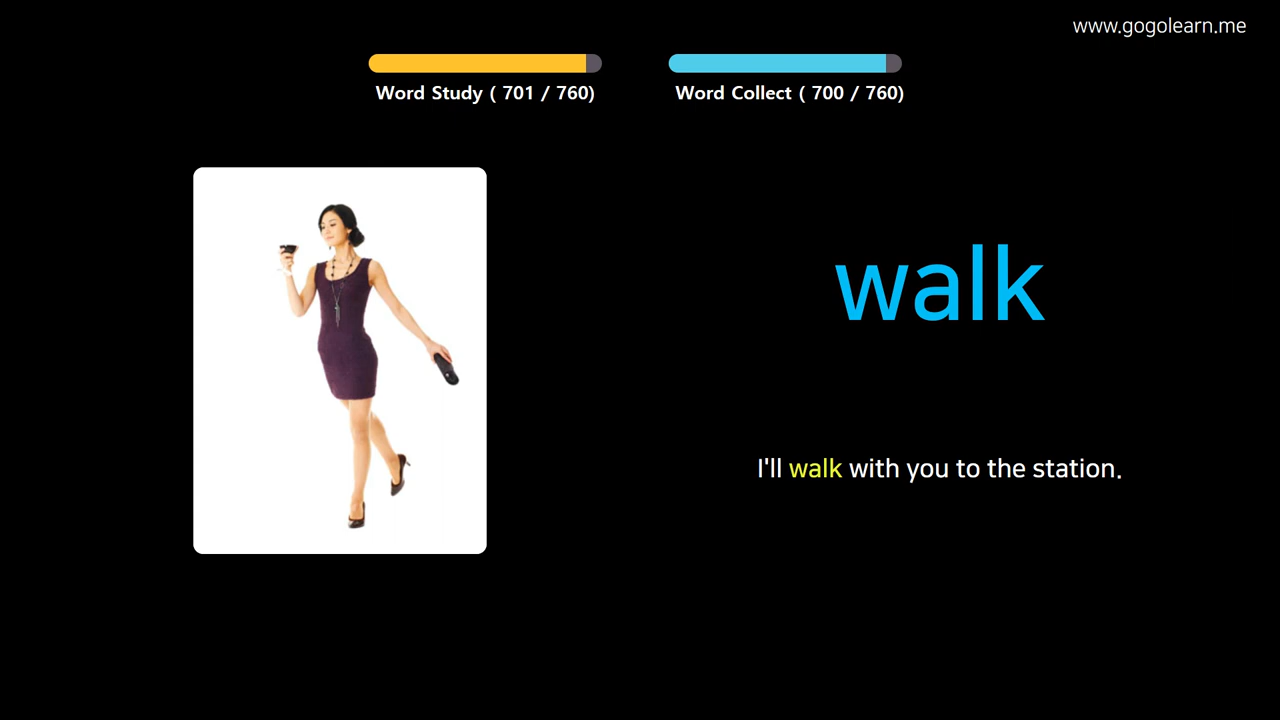 www.gogolearn.me
Word Study ( 701 / 760)
Word Collect ( 700 / 760)
walk
I'll walk with you to the station.